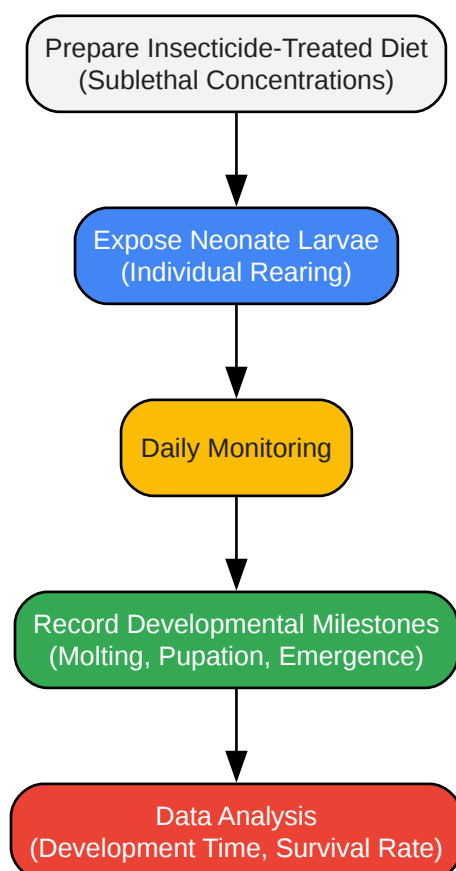 Prepare Insecticide-Treated Diet
(Sublethal Concentrations)
Expose Neonate Larvae
(Individual Rearing)
Daily Monitoring
Record Developmental Milestones
(Molting, Pupation, Emergence)
Data Analysis
(Development Time, Survival Rate)